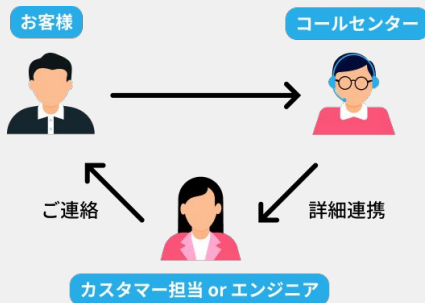 お客様
コールセンター
ご連絡
詳細連携
カスタマー担当 or エンジニア